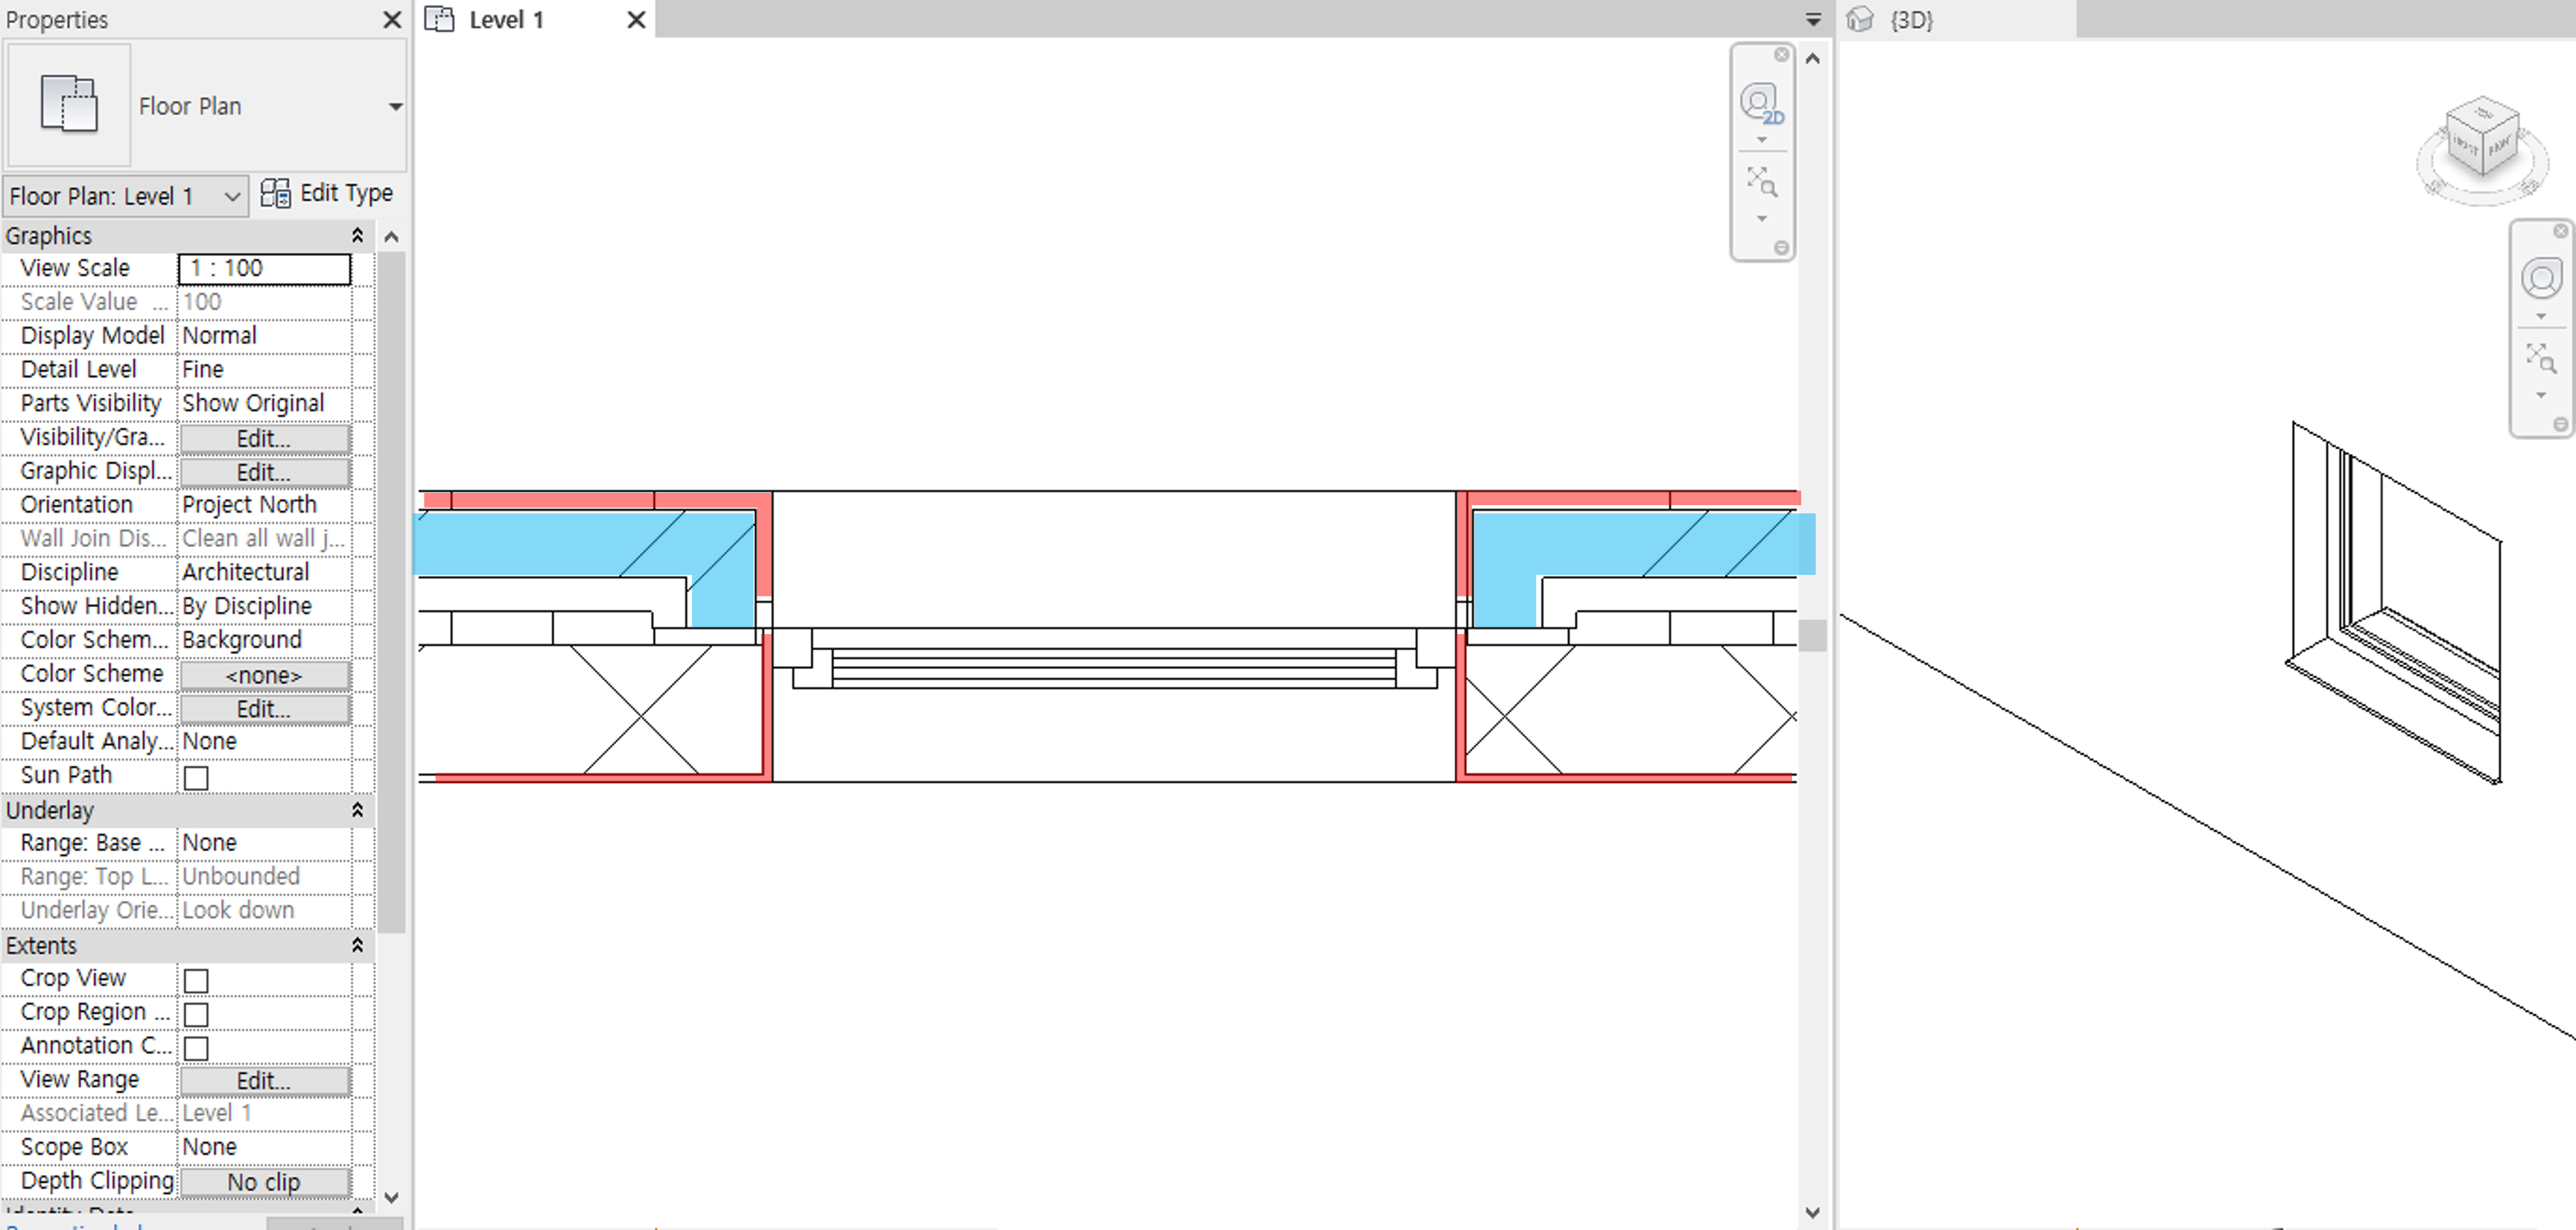 Properties
Level 1
{3D}
Floor Plan
2D
TOP
FRONT
RIGHT
Floor Plan: Level 1
Edit Type
Graphics
View Scale 1 : 100
Scale Value ... 100
Display Model Normal
Detail Level Fine
Parts Visibility Show Original
Visibility/Gra... Edit...
Graphic Displ... Edit...
Orientation Project North
Wall Join Dis... Clean all wall j...
Discipline Architectural
Show Hidden... By Discipline
Color Schem... Background
Color Scheme <none>
System Color... Edit...
Default Analy... None
Sun Path
Underlay
Range: Base ... None
Range: Top L... Unbounded
Underlay Orie... Look down
Extents
Crop View
Crop Region ...
Annotation C...
View Range Edit...
Associated Le... Level 1
Scope Box None
Depth Clipping No clip
Identity Data